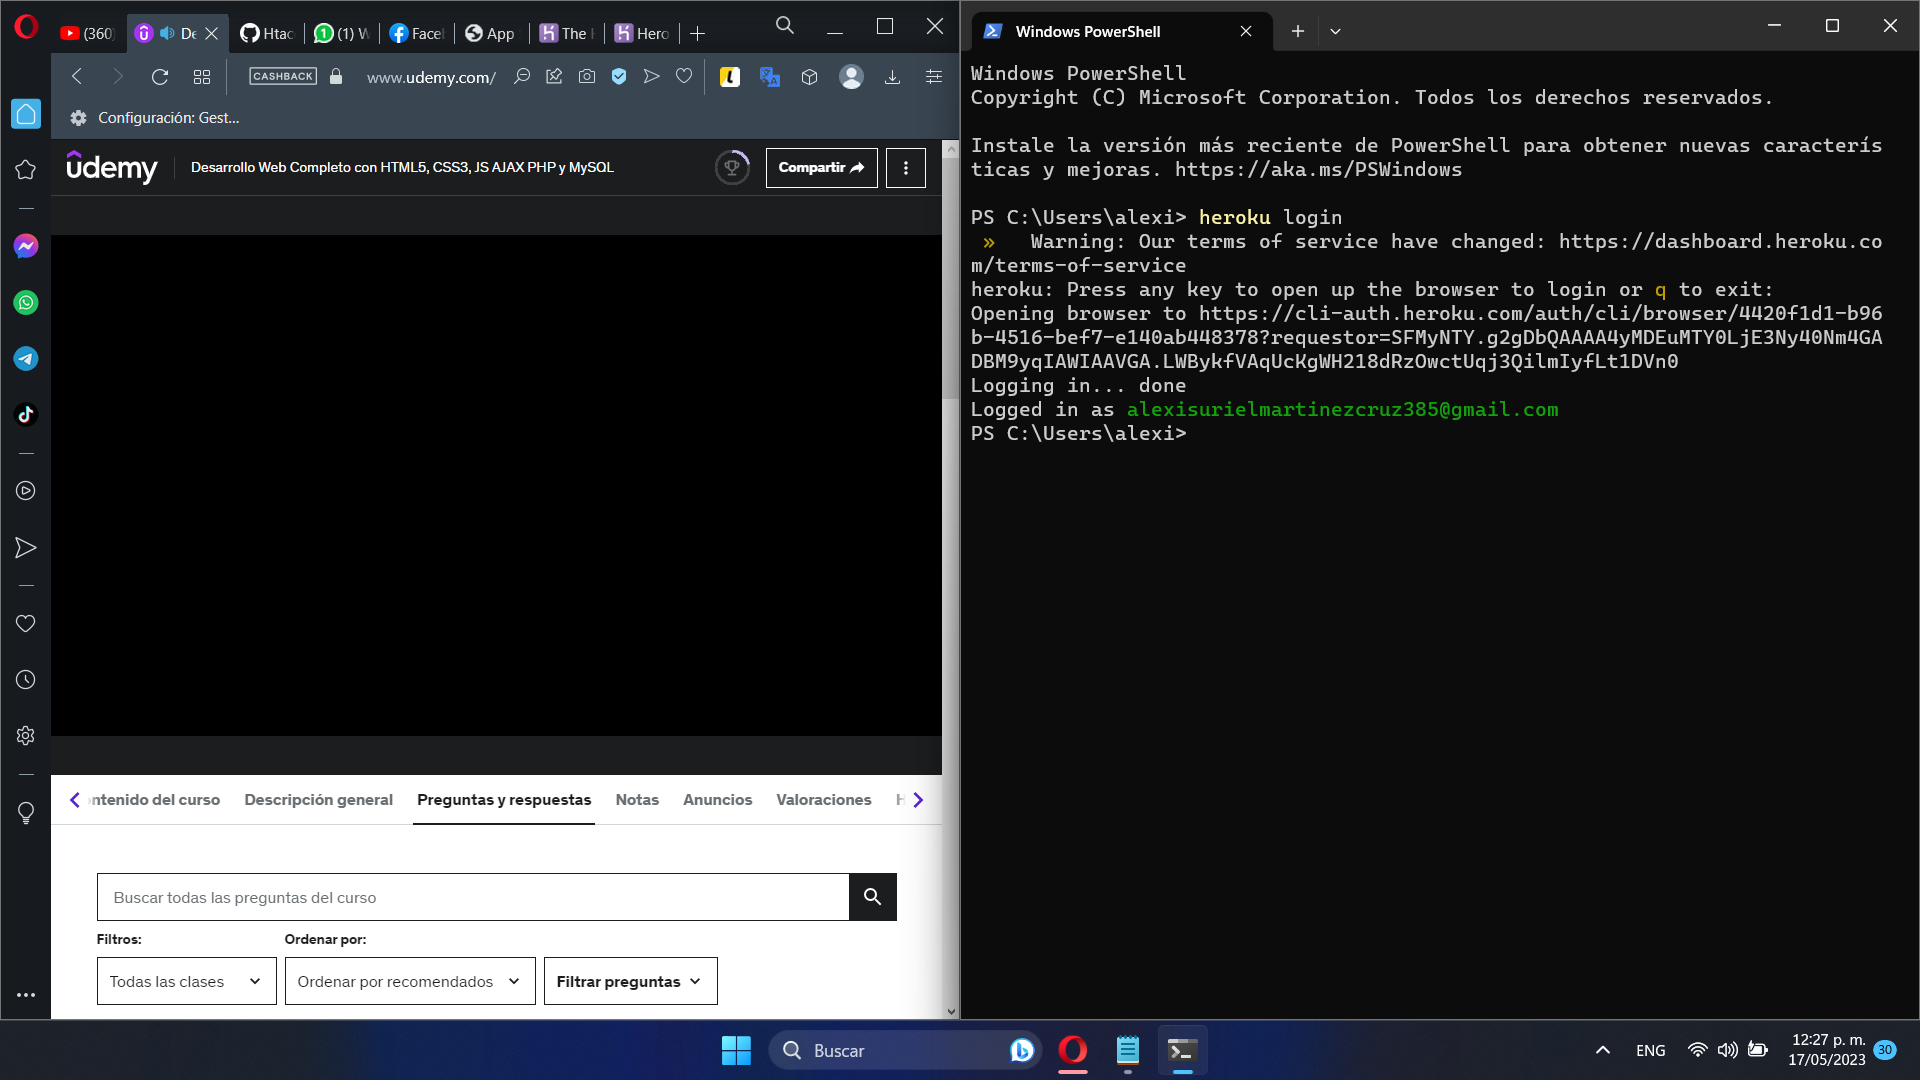 (360)
De
Htac
(1) W
Face
App
The H
Hero
CASHBACK
www.udemy.com/
Configuración: Gest...
udemy
Desarrollo Web Completo con HTML5, CSS3, JS AJAX PHP y MySQL
Compartir
ntenido del curso
Descripción general
Preguntas y respuestas
Notas
Anuncios
Valoraciones
H
Buscar todas las preguntas del curso
Filtros:
Ordenar por:
Todas las clases
Ordenar por recomendados
Filtrar preguntas
Windows PowerShell
Windows PowerShell
Copyright (C) Microsoft Corporation. Todos los derechos reservados.
Instale la versión más reciente de PowerShell para obtener nuevas caracterís
ticas y mejoras. https://aka.ms/PSWindows
PS C:\Users\alexi> heroku login
»   Warning: Our terms of service have changed: https://dashboard.heroku.co
m/terms-of-service
heroku: Press any key to open up the browser to login or q to exit:
Opening browser to https://cli-auth.heroku.com/auth/cli/browser/4420f1d1-b96
b-4516-bef7-e140ab448378?requestor=SFMyNTY.g2gDbQAAAA4yMDEuMTY0LjE3Ny40Nm4GA
DBM9yqIAWIAAVGA.LWBykfVAqUcKgWH218dRzOwctUqj3QilmIyfLt1DVn0
Logging in... done
Logged in as alexisurielmartinezcruz385@gmail.com
PS C:\Users\alexi>
Buscar
ENG
12:27 p. m.
17/05/2023
30